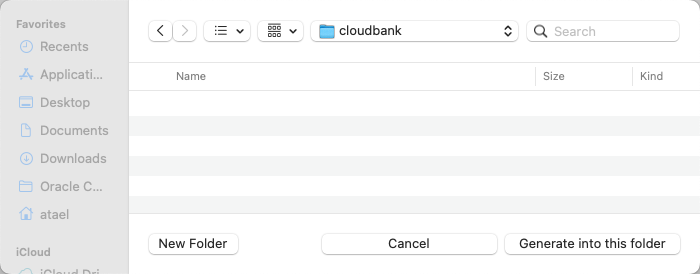 Favorites
Recents
Applicati...
Desktop
Documents
Downloads
Oracle C...
atael
iCloud
iCloud Dri
cloudbank
Search
Name Size Kind
New Folder Cancel Generate into this folder